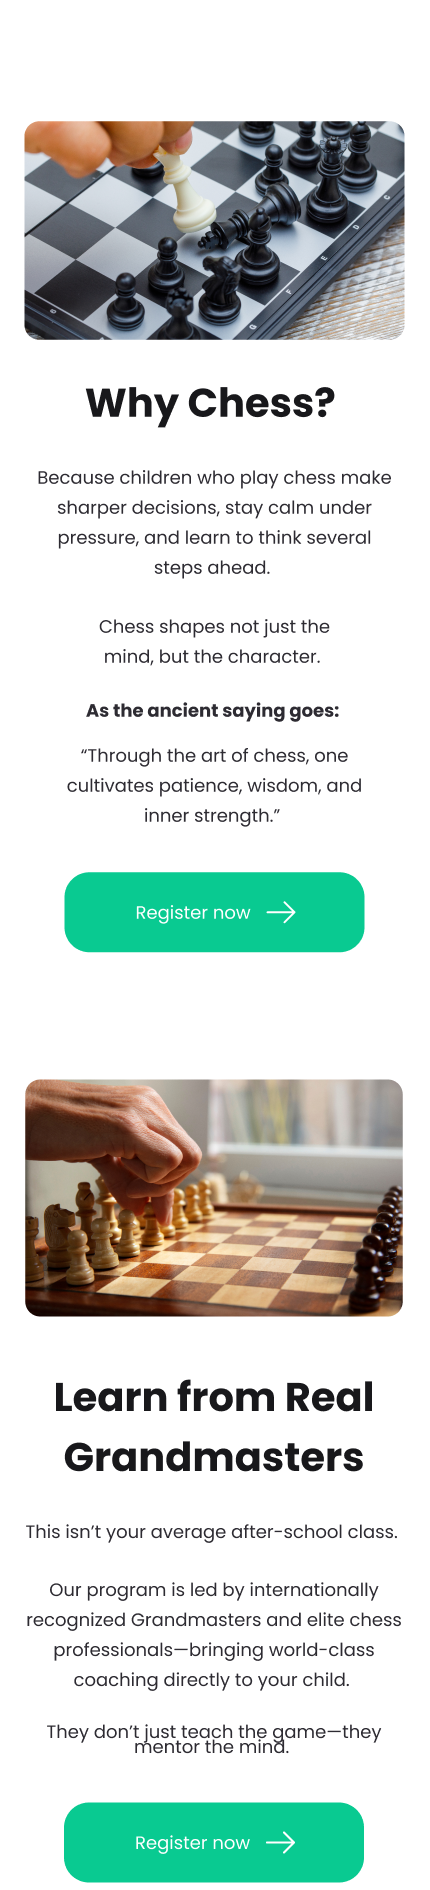 Why Chess?
Because children who play chess make
sharper decisions, stay calm under
pressure, and learn to think several
steps ahead.
Chess shapes not just the
mind, but the character.
As the ancient saying goes:
“Through the art of chess, one
cultivates patience, wisdom, and
inner strength.”
Register now
Learn from Real
Grandmasters
This isn’t your average after-school class.
Our program is led by internationally
recognized Grandmasters and elite chess
professionals—bringing world-class
coaching directly to your child.
They don’t just teach the game—they
mentor the mind.
Register now